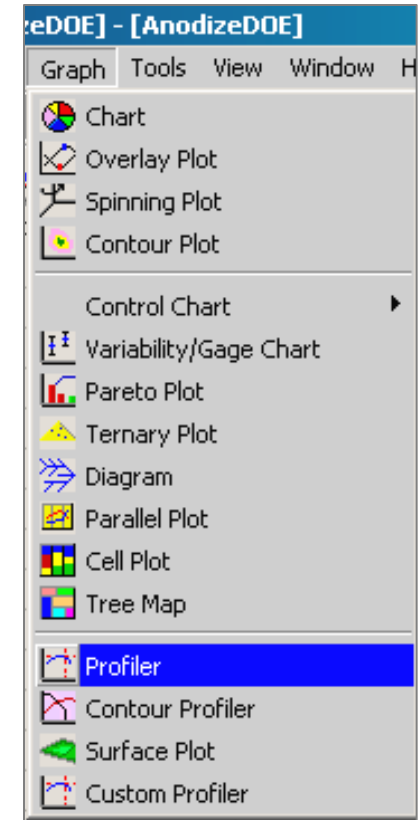 eDOE] - [AnodizeDOE]
Graph Tools View Window H
Chart
Overlay Plot
Spinning Plot
Contour Plot
Control Chart
Variability/Gage Chart
Pareto Plot
Ternary Plot
Diagram
Parallel Plot
Cell Plot
Tree Map
Profiler
Contour Profiler
Surface Plot
Custom Profiler